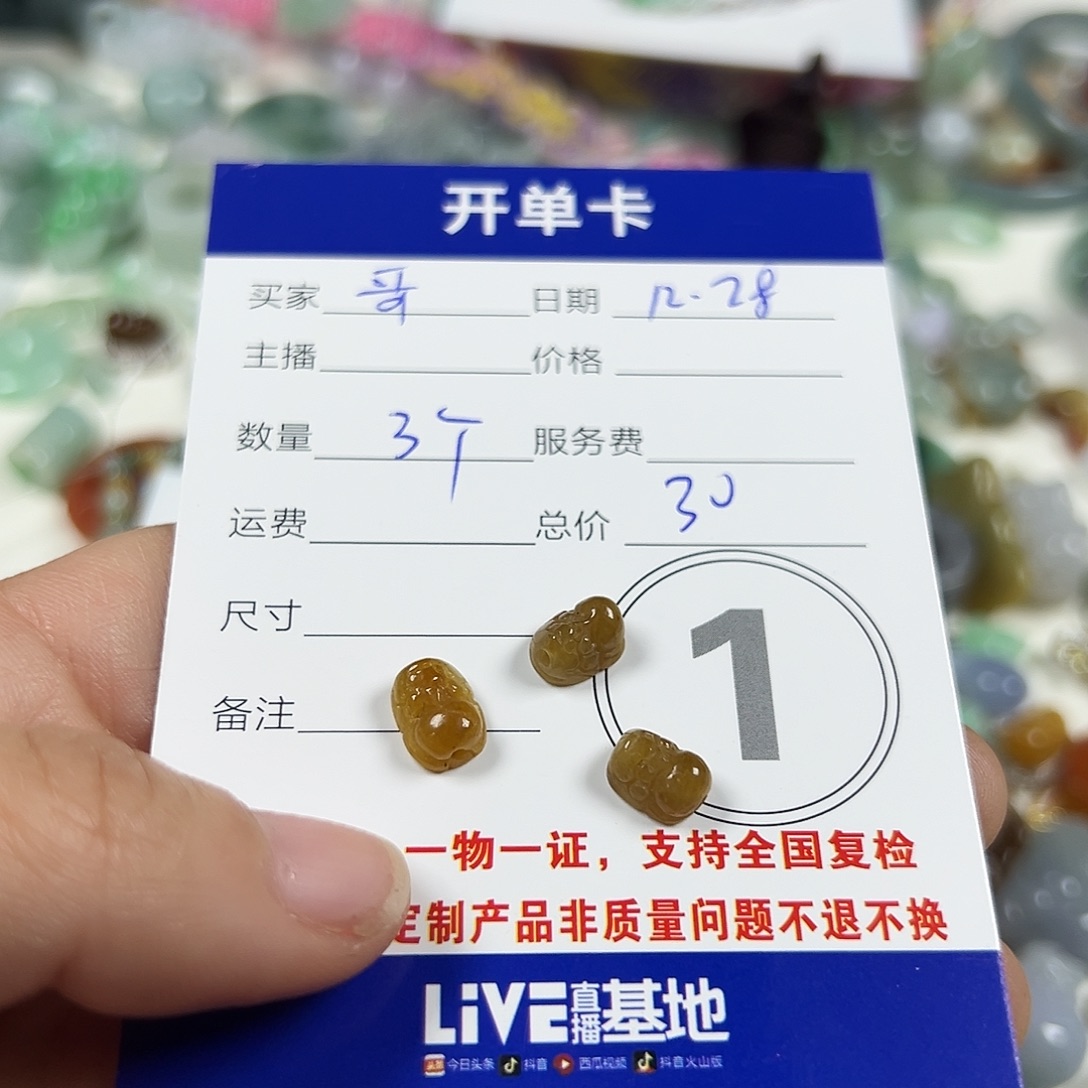 开单卡
买家 哥 日期 12.28
主播 价格
数量 3个 服务费
运费 总价 30
尺寸
1
备注
一物一证，支持全国复检
定制产品非质量问题不退不换
LiVE直播基地
头条 今日头条 抖音 西瓜视频 抖音火山版